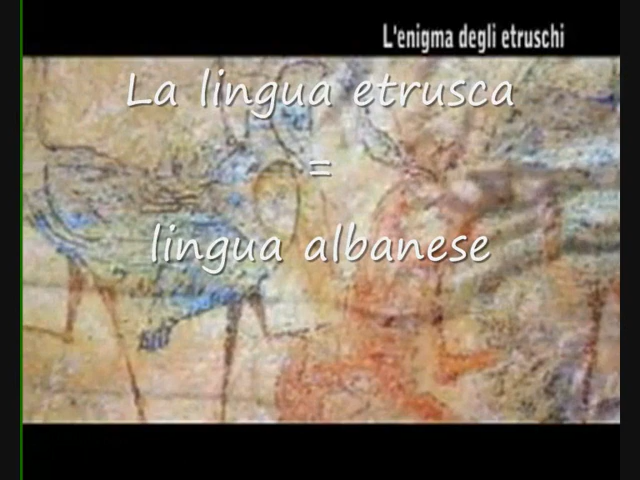 L'enigma degli etruschi
La lingua etrusca
=
lingua albanese